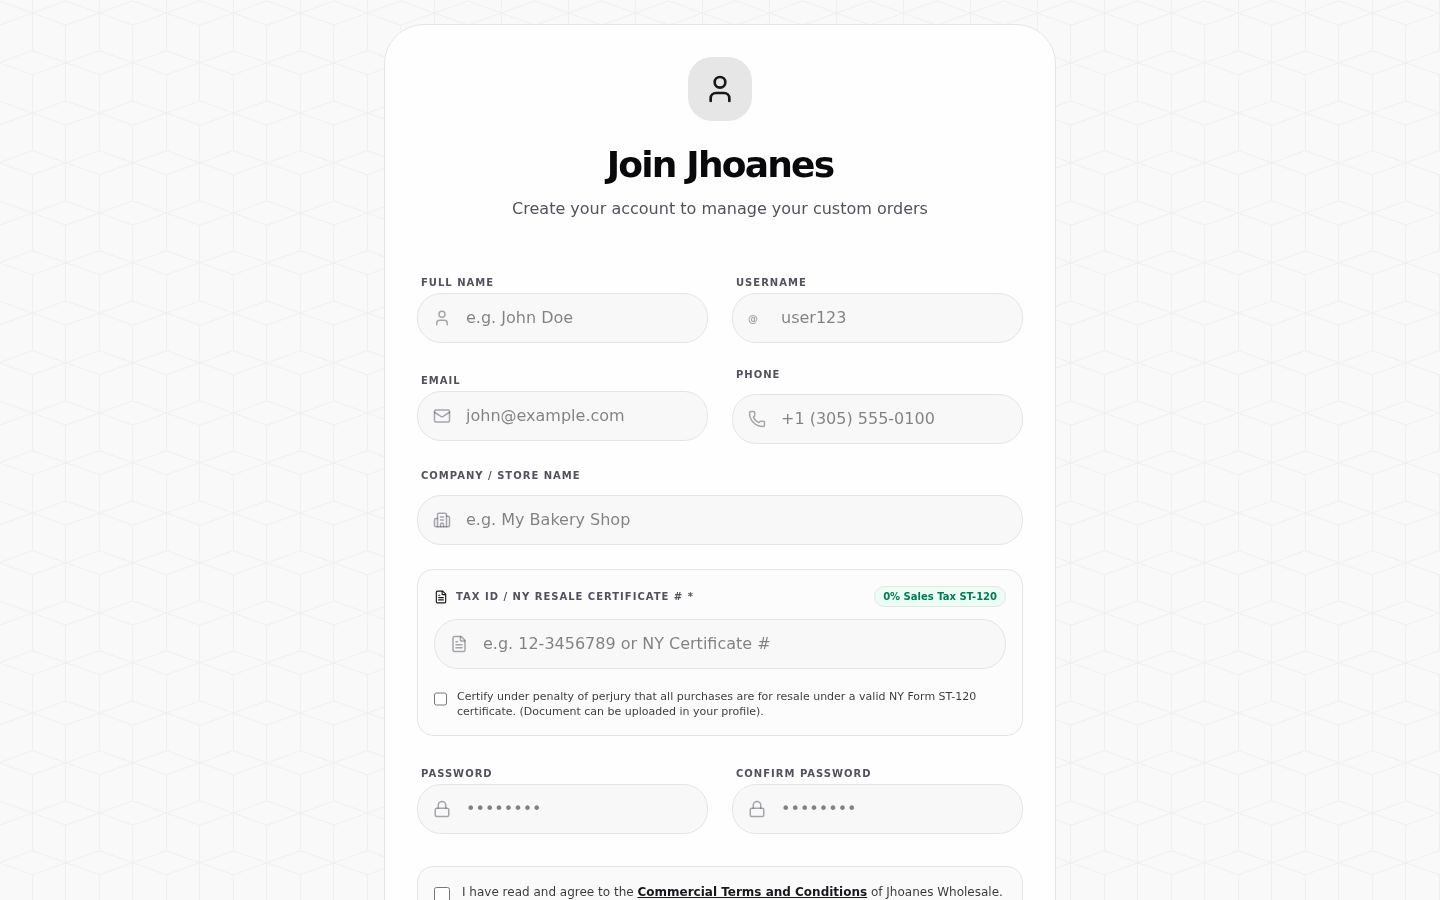 Join Jhoanes
Create your account to manage your custom orders
FULL NAME
e.g. John Doe
USERNAME
@ user123
EMAIL
john@example.com
PHONE
+1 (305) 555-0100
COMPANY / STORE NAME
e.g. My Bakery Shop
TAX ID / NY RESALE CERTIFICATE # *
0% Sales Tax ST-120
e.g. 12-3456789 or NY Certificate #
Certify under penalty of perjury that all purchases are for resale under a valid NY Form ST-120
certificate. (Document can be uploaded in your profile).
PASSWORD
••••••••
CONFIRM PASSWORD
••••••••
I have read and agree to the Commercial Terms and Conditions of Jhoanes Wholesale.